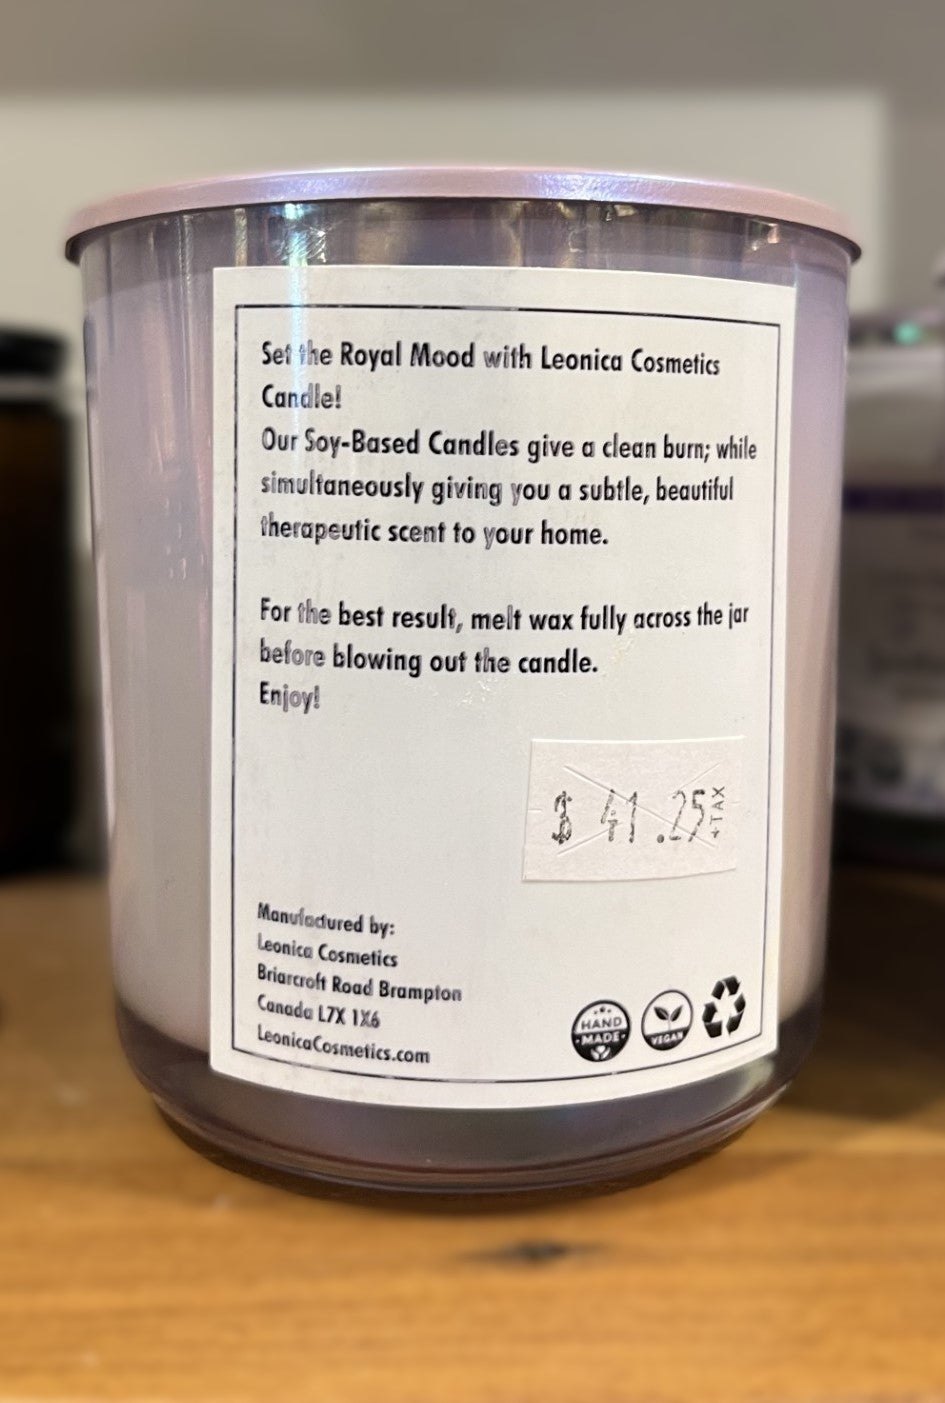 Set the Royal Mood with Leonica Cosmetics
Candle!
Our Soy-Based Candles give a clean burn; while
simultaneously giving you a subtle, beautiful
therapeutic scent to your home.
For the best result, melt wax fully across the jar
before blowing out the candle.
Enjoy!
$ 41.25 +TAX
Manufactured by:
Leonica Cosmetics
Briarcroft Road Brampton
Canada L7X 1X6
LeonicaCosmetics.com
HAND
MADE
VEGAN